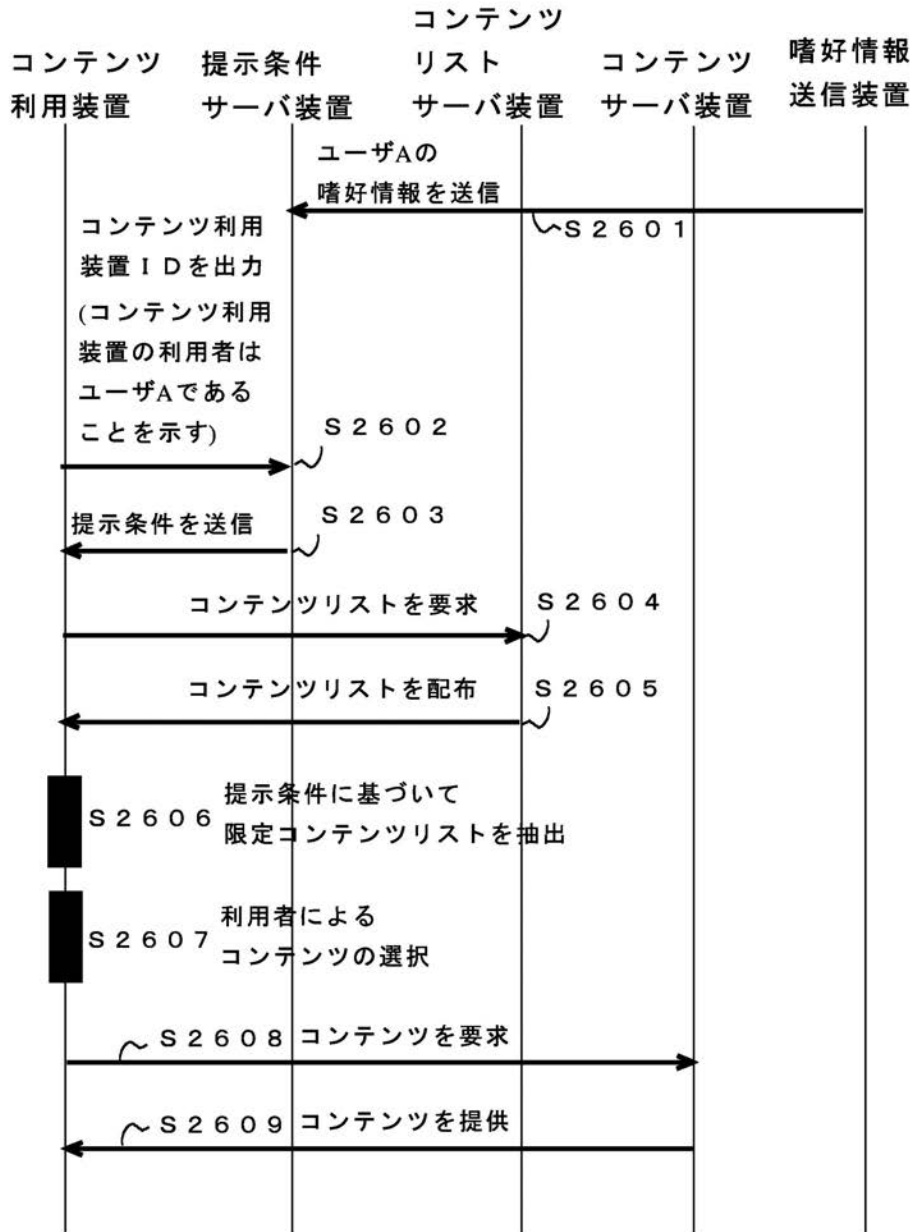 コンテンツ
利用装置
提示条件
サーバ装置
コンテンツ
リスト
サーバ装置
コンテンツ
サーバ装置
嗜好情報
送信装置
ユーザAの
嗜好情報を送信
S2601
コンテンツ利用
装置IDを出力
(コンテンツ利用
装置の利用者は
ユーザAである
ことを示す)
S2602
提示条件を送信
S2603
コンテンツリストを要求
S2604
コンテンツリストを配布
S2605
S2606
提示条件に基づいて
限定コンテンツリストを抽出
S2607
利用者による
コンテンツの選択
S2608 コンテンツを要求
S2609 コンテンツを提供